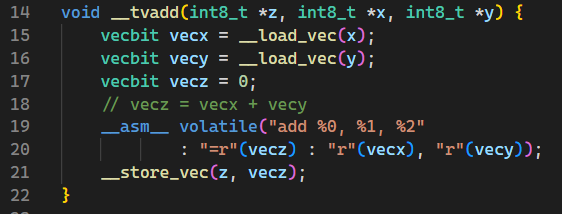 14 void __tvadd(int8_t *z, int8_t *x, int8_t *y) {
15     vecbit vecx = __load_vec(x);
16     vecbit vecy = __load_vec(y);
17     vecbit vecz = 0;
18     // vecz = vecx + vecy
19     __asm__ volatile("add %0, %1, %2"
20             : "=r"(vecz) : "r"(vecx), "r"(vecy));
21     __store_vec(z, vecz);
22 }